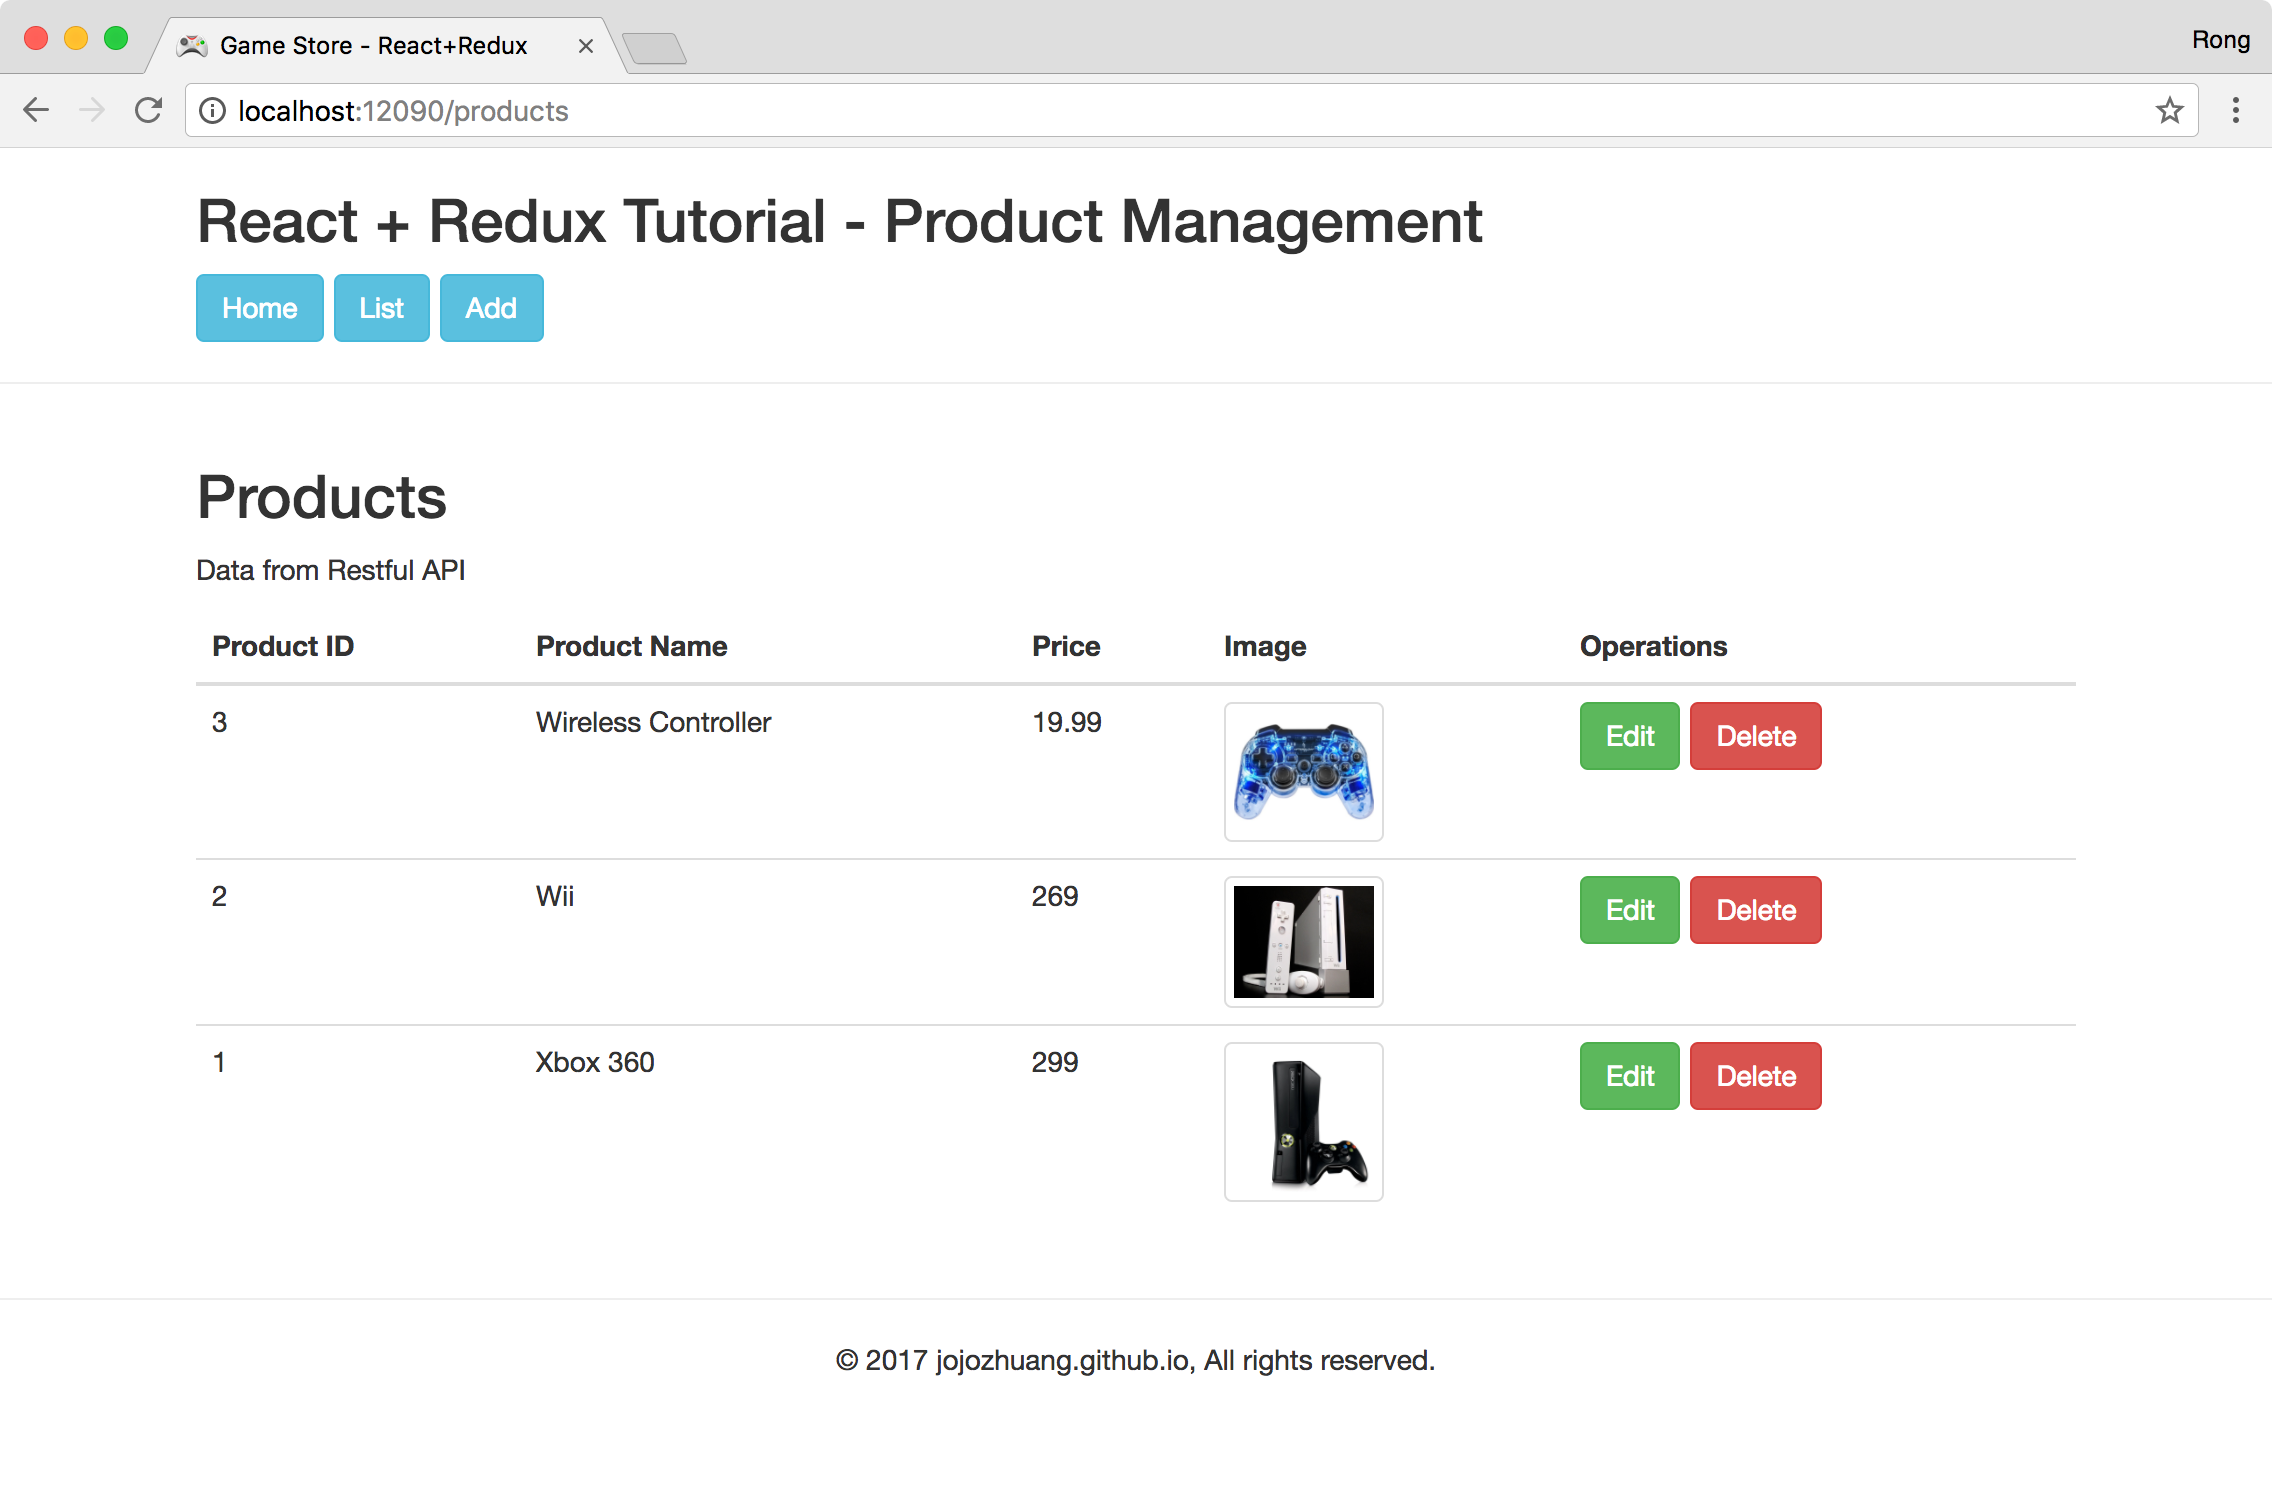 Game Store - React+Redux
Rong
localhost:12090/products
React + Redux Tutorial - Product Management
Home List Add
Products
Data from Restful API
Product ID Product Name Price Image Operations
3 Wireless Controller 19.99 Edit Delete
2 Wii 269 Edit Delete
1 Xbox 360 299 Edit Delete
© 2017 jojozhuang.github.io, All rights reserved.